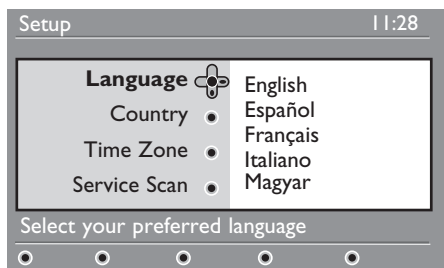 Setup 11:28
Language
Country
Time Zone
Service Scan
English
Español
Français
Italiano
Magyar
Select your preferred language